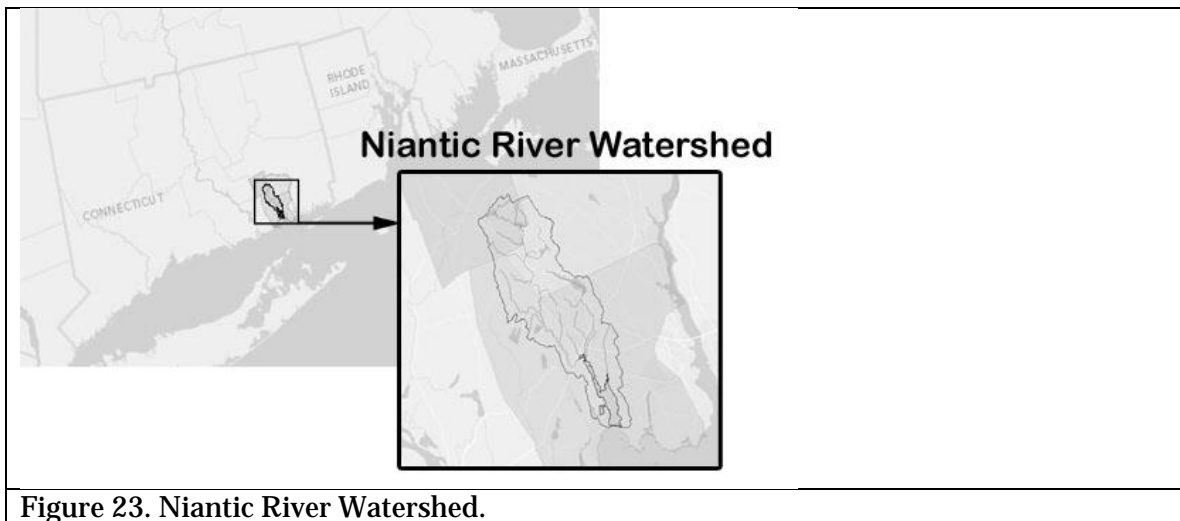 MASSACHUSETTS
RHODE
ISLAND
Niantic River Watershed
CONNECTICUT
Figure 23. Niantic River Watershed.